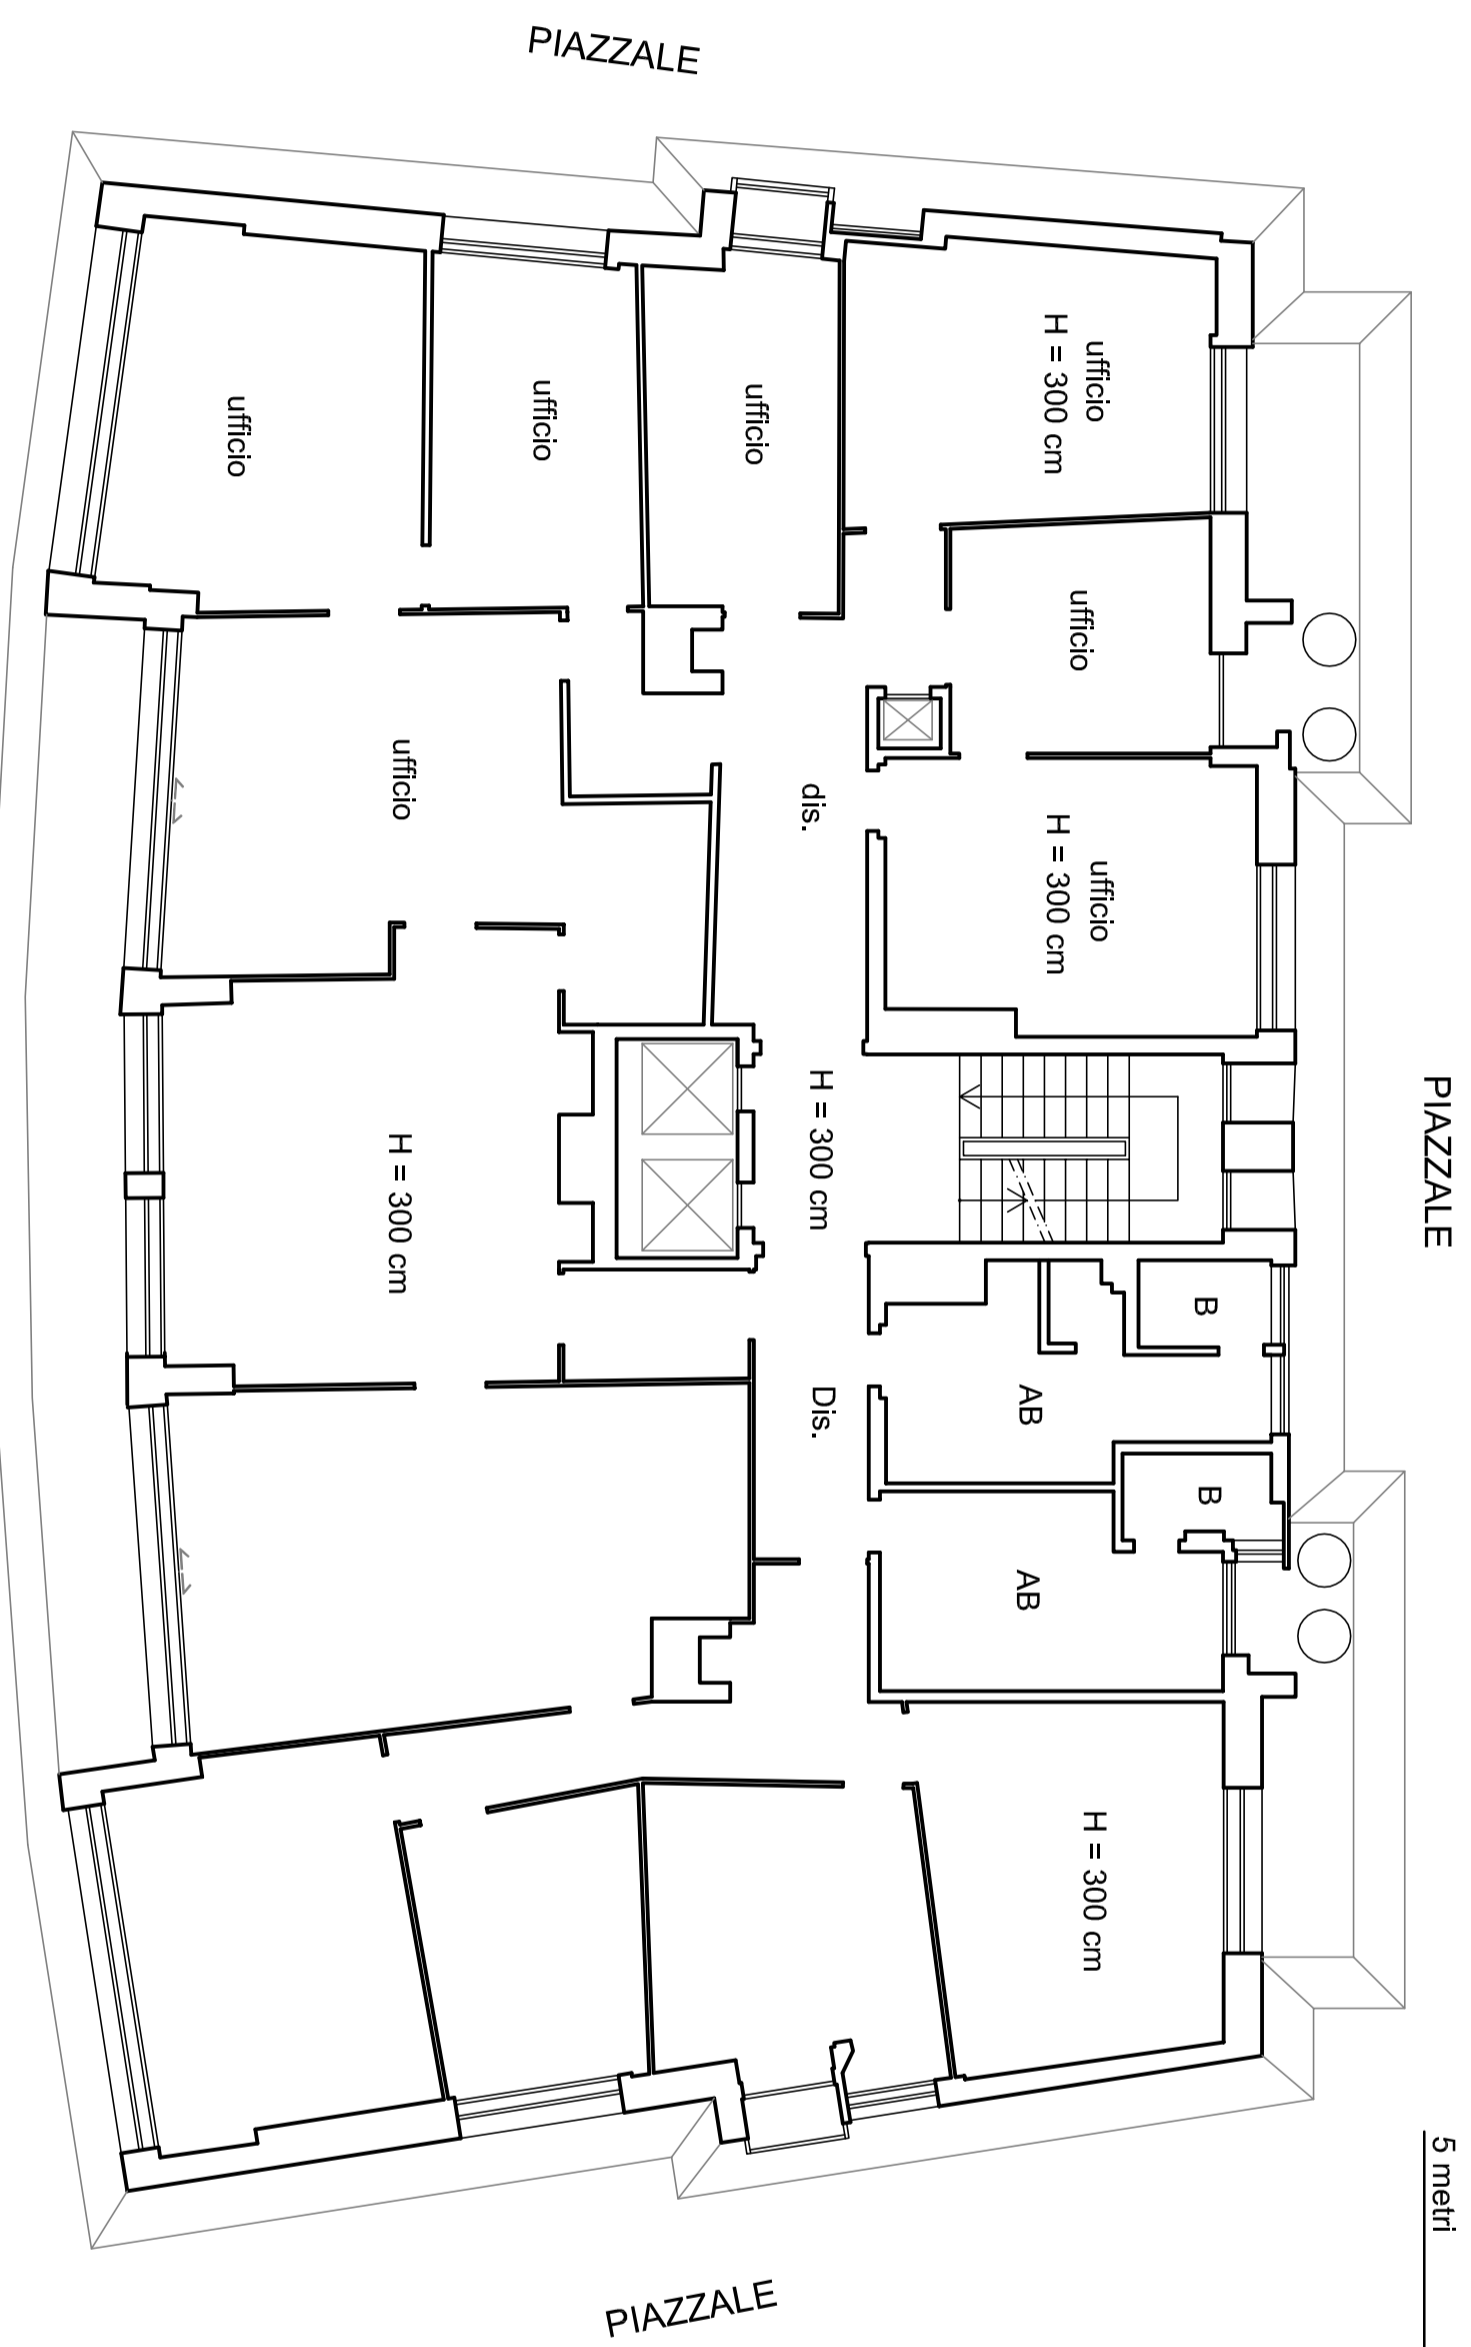 PIAZZALE
ufficio
H = 300 cm
ufficio
ufficio
ufficio
ufficio
ufficio
H = 300 cm
ufficio
dis.
H = 300 cm
H = 300 cm
PIAZZALE
B
AB
Dis.
B
AB
H = 300 cm
5 metri
PIAZZALE